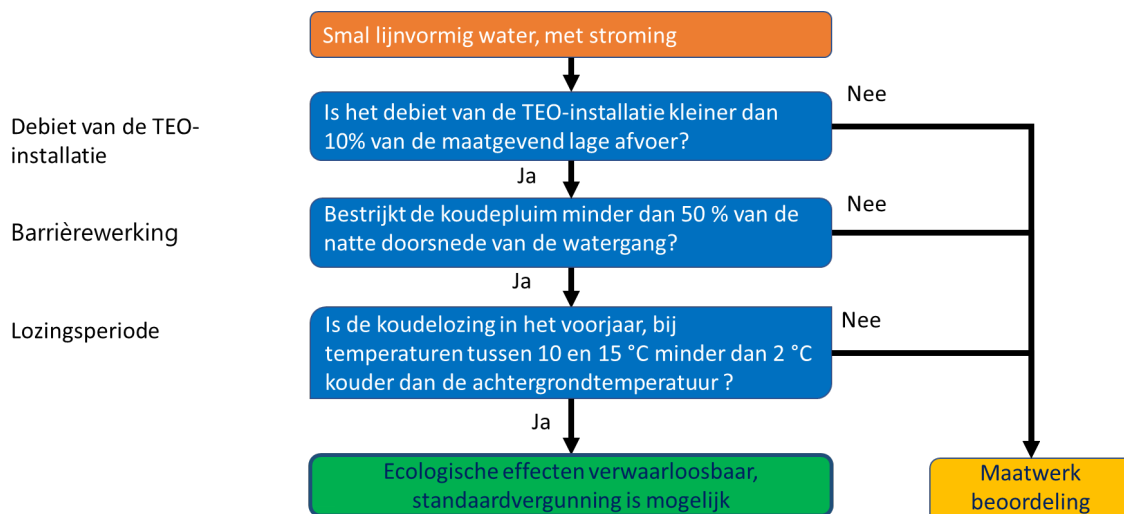 Smal lijnvormig water, met stroming
Nee
Debiet van de TEO-
installatie
Is het debiet van de TEO-installatie kleiner dan
10% van de maatgevend lage afvoer?
Ja
Nee
Barrièrewerking
Bestrijkt de koudepluim minder dan 50 % van de
natte doorsnede van de watergang?
Ja
Nee
Lozingsperiode
Is de koudelozing in het voorjaar, bij
temperaturen tussen 10 en 15 °C minder dan 2 °C
kouder dan de achtergrondtemperatuur ?
Ja
Ecologische effecten verwaarloosbaar,
standaardvergunning is mogelijk
Maatwerk
beoordeling